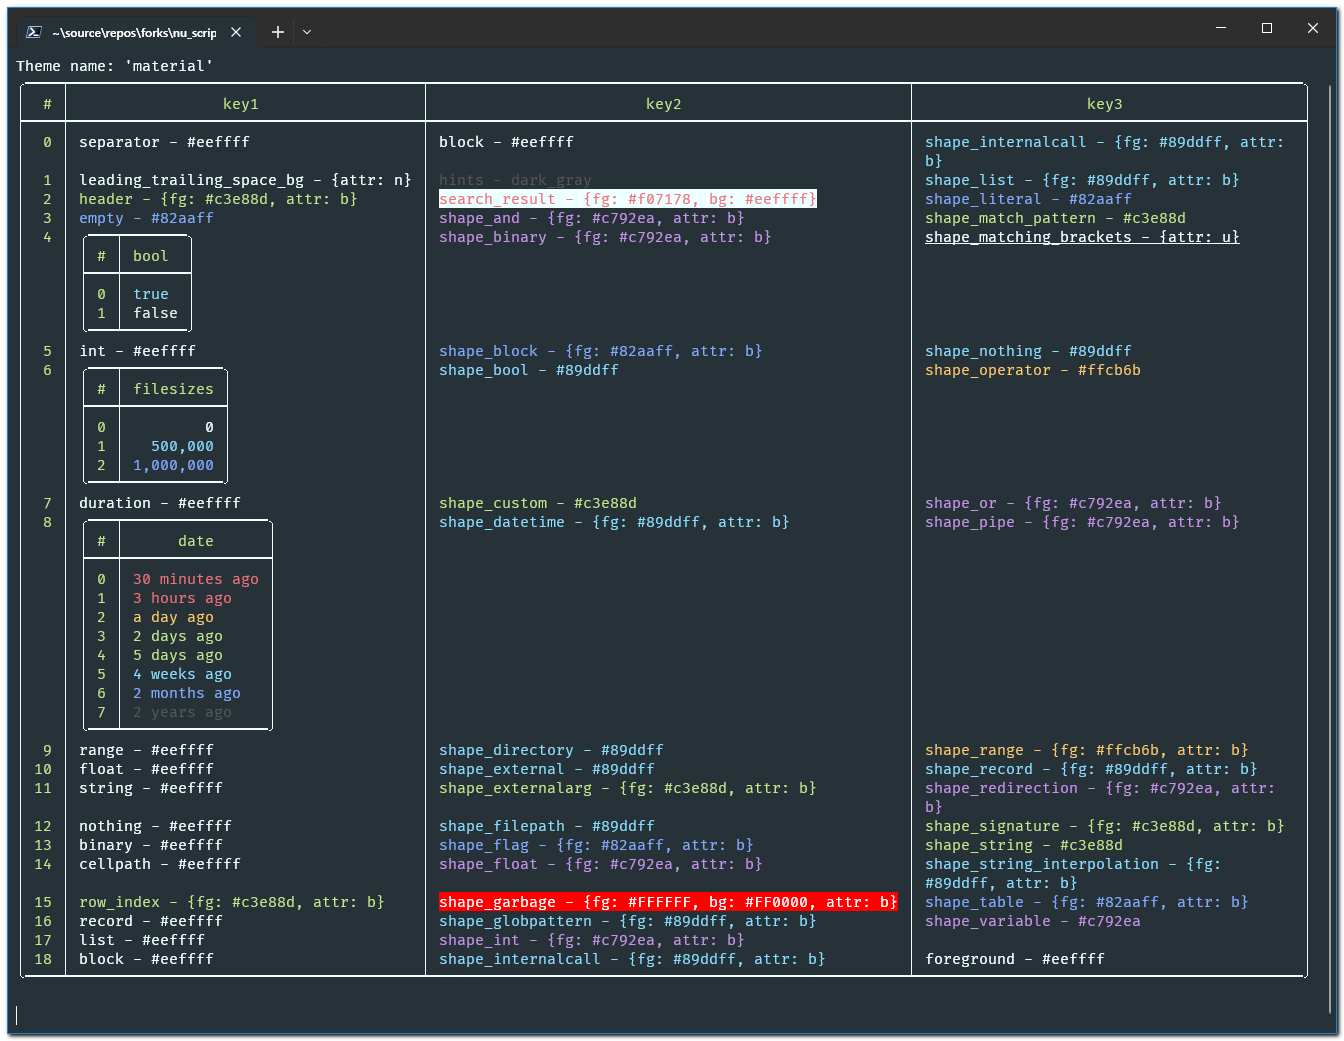 ~\source\repos\forks\nu_scrip
Theme name: 'material'
# key1 key2 key3
0 separator - #eeffff block - #eeffff shape_internalcall - {fg: #89ddff, attr:
b}
1 leading_trailing_space_bg - {attr: n} hints - dark_gray shape_list - {fg: #89ddff, attr: b}
2 header - {fg: #c3e88d, attr: b} search_result - {fg: #f07178, bg: #eeffff} shape_literal - #82aaff
3 empty - #82aaff shape_and - {fg: #c792ea, attr: b} shape_match_pattern - #c3e88d
4 shape_binary - {fg: #c792ea, attr: b} shape_matching_brackets - {attr: u}
# bool
0 true
1 false
5 int - #eeffff shape_block - {fg: #82aaff, attr: b} shape_nothing - #89ddff
6 shape_bool - #89ddff shape_operator - #ffcb6b
# filesizes
0 0
1 500,000
2 1,000,000
7 duration - #eeffff shape_custom - #c3e88d shape_or - {fg: #c792ea, attr: b}
8 shape_datetime - {fg: #89ddff, attr: b} shape_pipe - {fg: #c792ea, attr: b}
# date
0 30 minutes ago
1 3 hours ago
2 a day ago
3 2 days ago
4 5 days ago
5 4 weeks ago
6 2 months ago
7 2 years ago
9 range - #eeffff shape_directory - #89ddff shape_range - {fg: #ffcb6b, attr: b}
10 float - #eeffff shape_external - #89ddff shape_record - {fg: #89ddff, attr: b}
11 string - #eeffff shape_externalarg - {fg: #c3e88d, attr: b} shape_redirection - {fg: #c792ea, attr:
b}
12 nothing - #eeffff shape_filepath - #89ddff shape_signature - {fg: #c3e88d, attr: b}
13 binary - #eeffff shape_flag - {fg: #82aaff, attr: b} shape_string - #c3e88d
14 cellpath - #eeffff shape_float - {fg: #c792ea, attr: b} shape_string_interpolation - {fg:
#89ddff, attr: b}
15 row_index - {fg: #c3e88d, attr: b} shape_garbage - {fg: #FFFFFF, bg: #FF0000, attr: b} shape_table - {fg: #82aaff, attr: b}
16 record - #eeffff shape_globpattern - {fg: #89ddff, attr: b} shape_variable - #c792ea
17 list - #eeffff shape_int - {fg: #c792ea, attr: b}
18 block - #eeffff shape_internalcall - {fg: #89ddff, attr: b} foreground - #eeffff